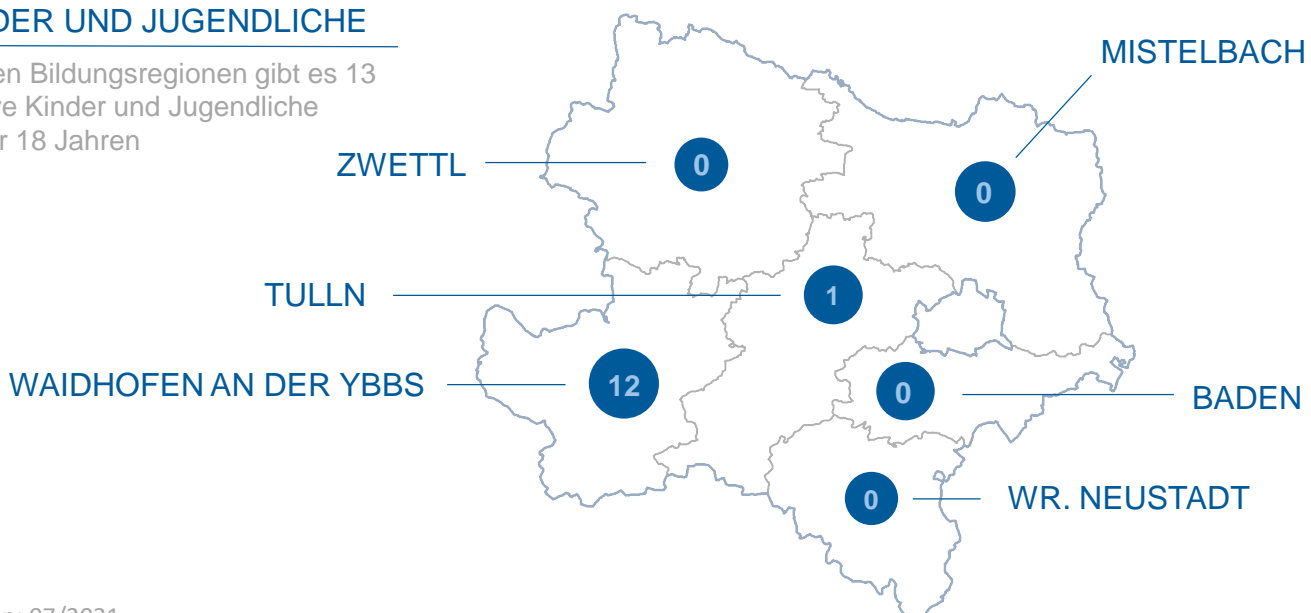 DER UND JUGENDLICHE
en Bildungsregionen gibt es 13
ve Kinder und Jugendliche
r 18 Jahren
MISTELBACH
ZWETTL
0
0
TULLN
1
WAIDHOFEN AN DER YBBS
12
0
BADEN
0
WR. NEUSTADT